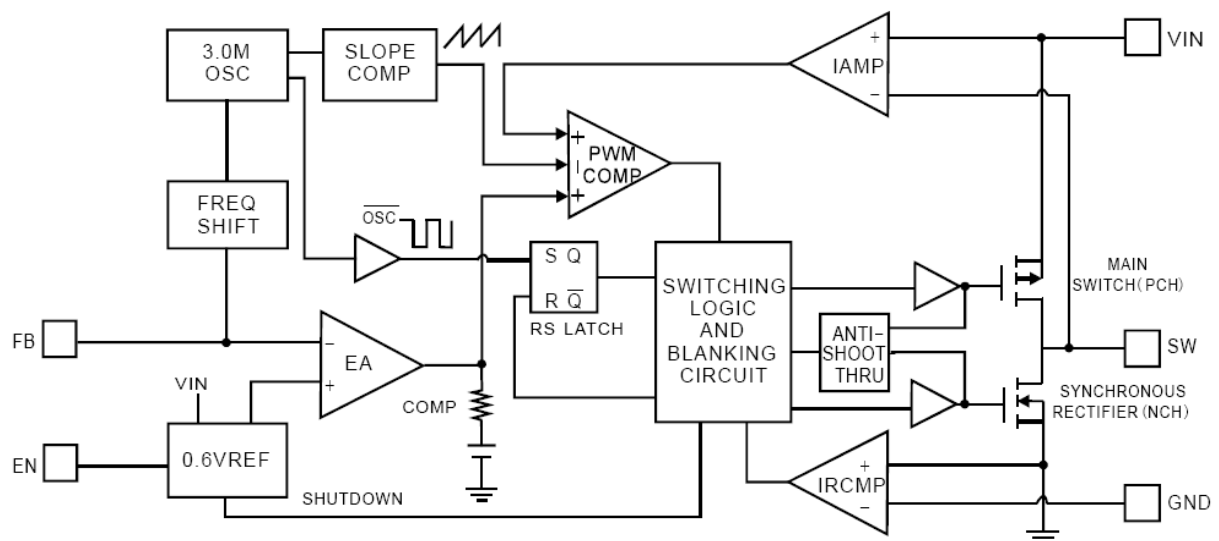 3.0M
OSC
SLOPE
COMP
FREQ
SHIFT
OSC
FB
EN
VIN
0.6VREF
SHUTDOWN
−
EA
+
COMP
+
−
+
PWM
COMP
S Q
R Q̅
RS LATCH
SWITCHING
LOGIC
AND
BLANKING
CIRCUIT
+
IAMP
−
ANTI-
SHOOT
THRU
+
IRCMP
−
VIN
MAIN
SWITCH(PCH)
SW
SYNCHRONOUS
RECTIFIER(NCH)
GND